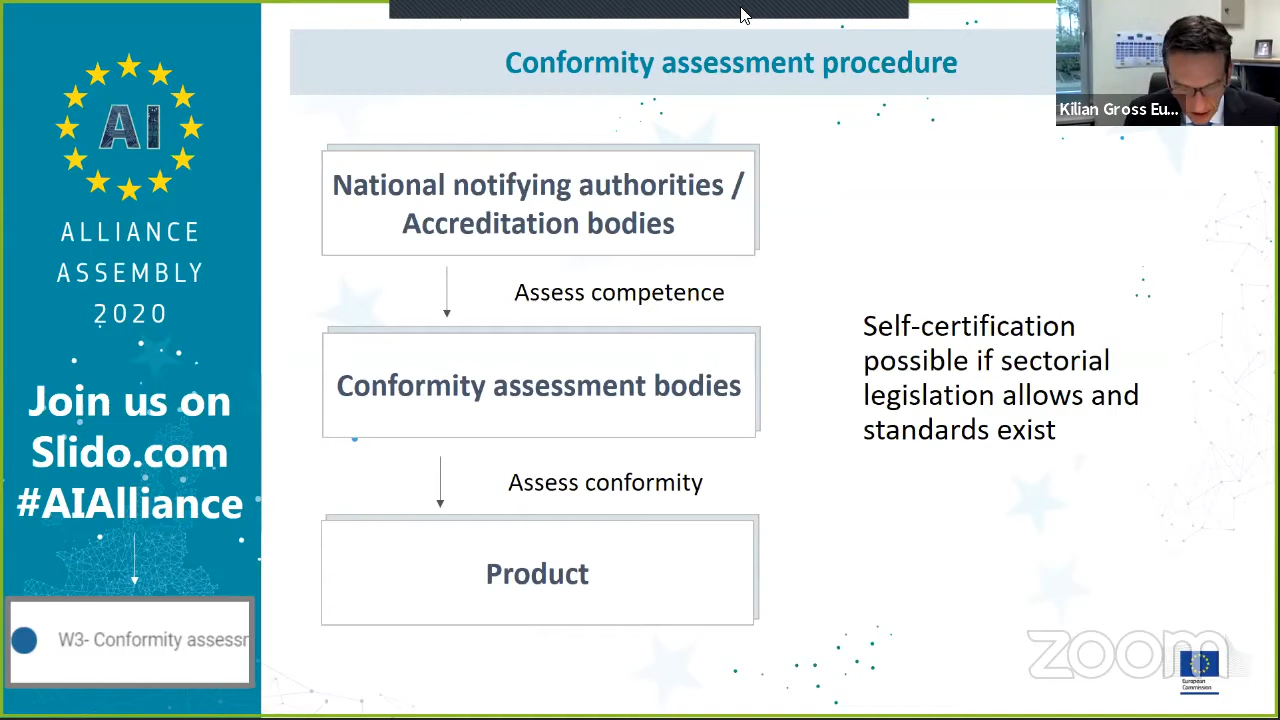 AI
ALLIANCE
ASSEMBLY
2020
Join us on
Slido.com
#AIAlliance
W3- Conformity assessr
Conformity assessment procedure
Kilian Gross Eu...
National notifying authorities /
Accreditation bodies
Assess competence
Conformity assessment bodies
Assess conformity
Product
Self-certification
possible if sectorial
legislation allows and
standards exist
zoom
European
Commission